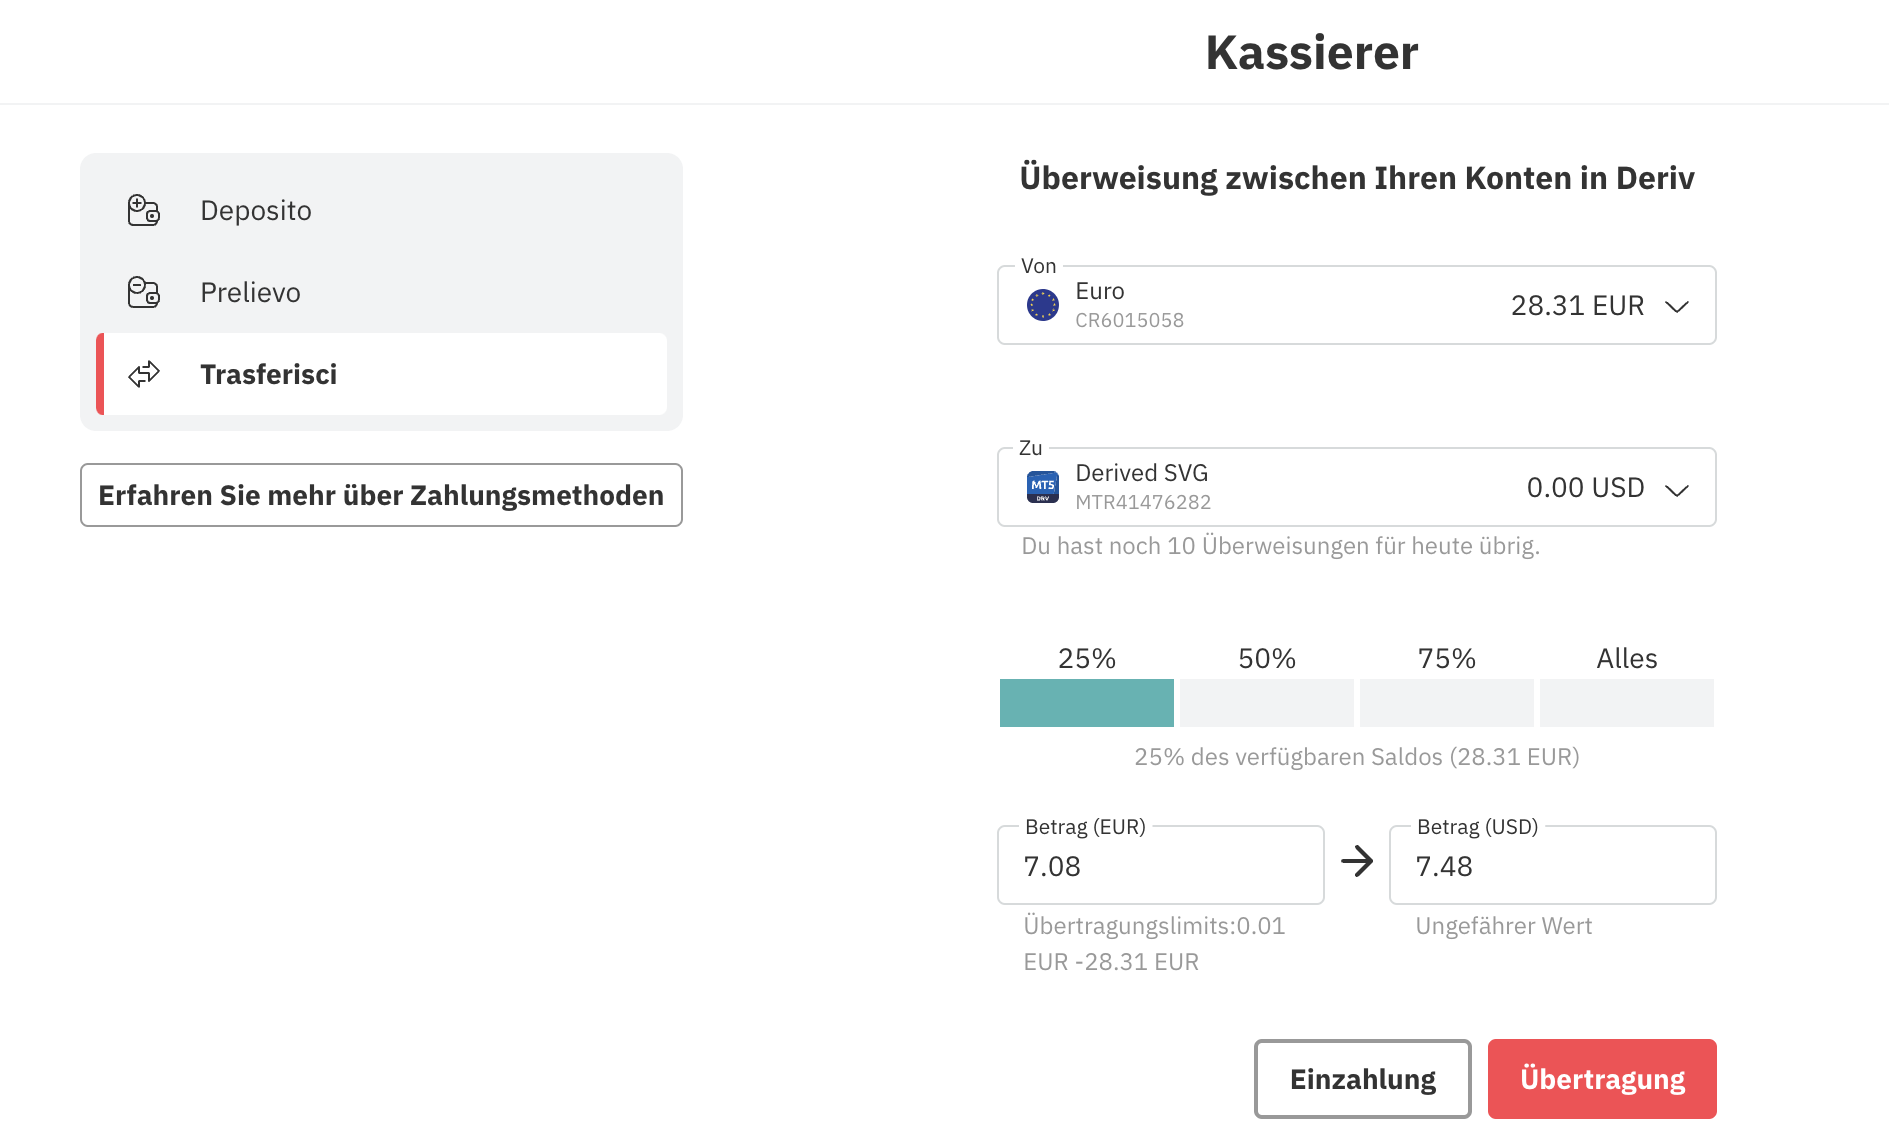 Kassierer
Deposito
Prelievo
Trasferisci
Erfahren Sie mehr über Zahlungsmethoden
Überweisung zwischen Ihren Konten in Deriv
Von
Euro
CR6015058
28.31 EUR
Zu
MT5
DRV
Derived SVG
MTR41476282
0.00 USD
Du hast noch 10 Überweisungen für heute übrig.
25% 50% 75% Alles
25% des verfügbaren Saldos (28.31 EUR)
Betrag (EUR)
7.08
Übertragungslimits:0.01
EUR -28.31 EUR
Betrag (USD)
7.48
Ungefährer Wert
Einzahlung
Übertragung